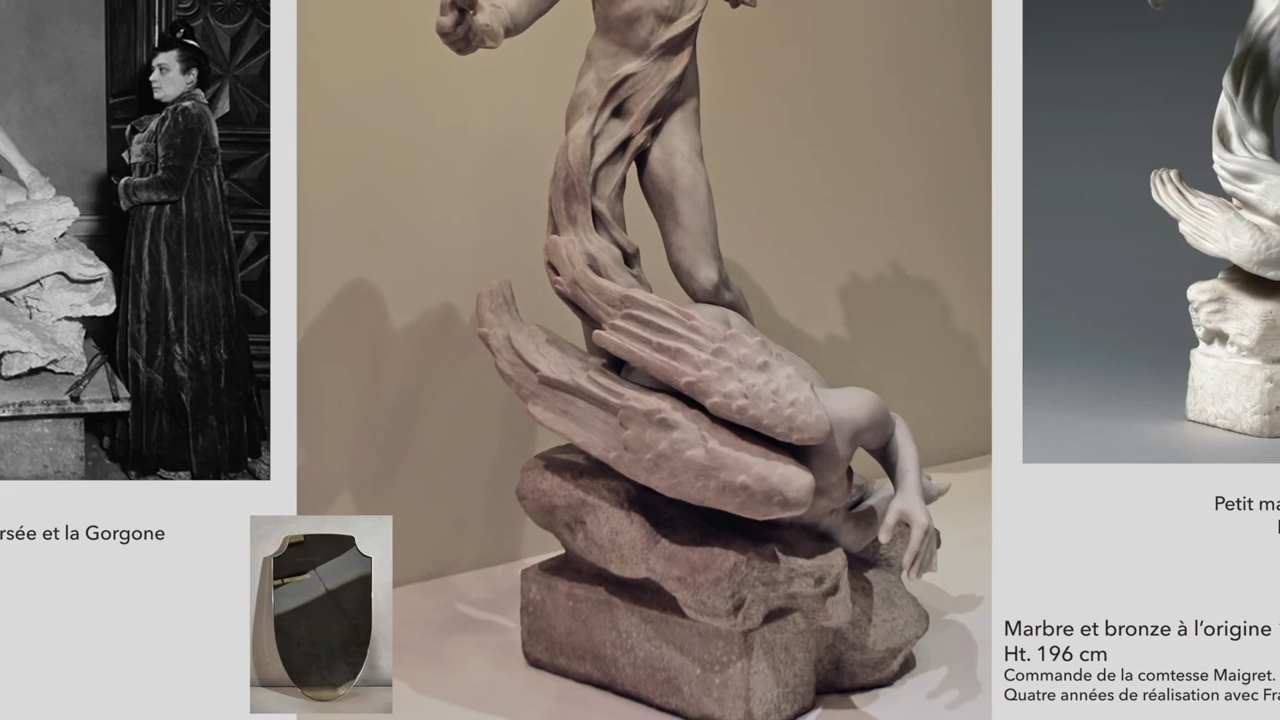 rsée et la Gorgone
Petit ma
Marbre et bronze à l'origine
Ht. 196 cm
Commande de la comtesse Maigret.
Quatre années de réalisation avec Fra